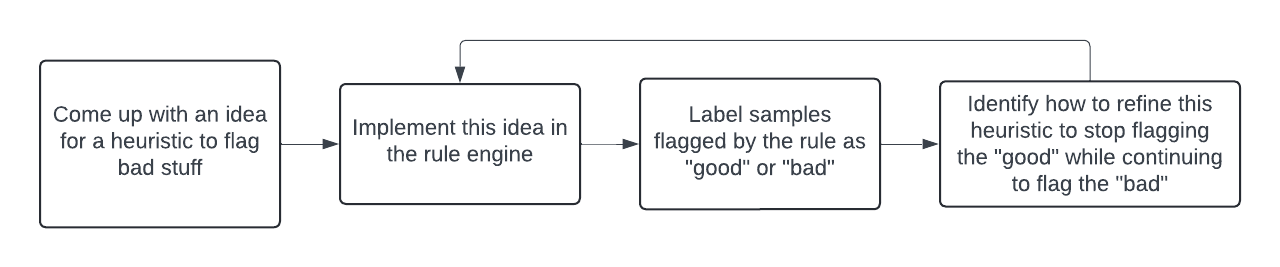 Come up with an idea
for a heuristic to flag
bad stuff
Implement this idea in
the rule engine
Label samples
flagged by the rule as
"good" or "bad"
Identify how to refine this
heuristic to stop flagging
the "good" while continuing
to flag the "bad"